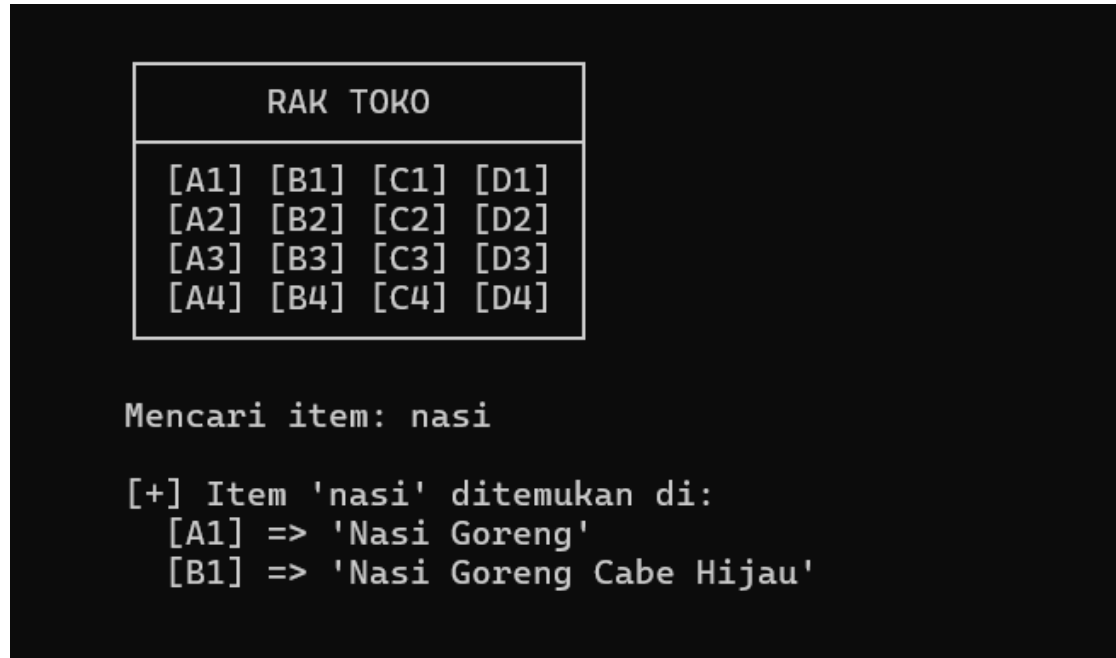 RAK TOKO
[A1] [B1] [C1] [D1]
[A2] [B2] [C2] [D2]
[A3] [B3] [C3] [D3]
[A4] [B4] [C4] [D4]
Mencari item: nasi
[+] Item 'nasi' ditemukan di:
[A1] => 'Nasi Goreng'
[B1] => 'Nasi Goreng Cabe Hijau'